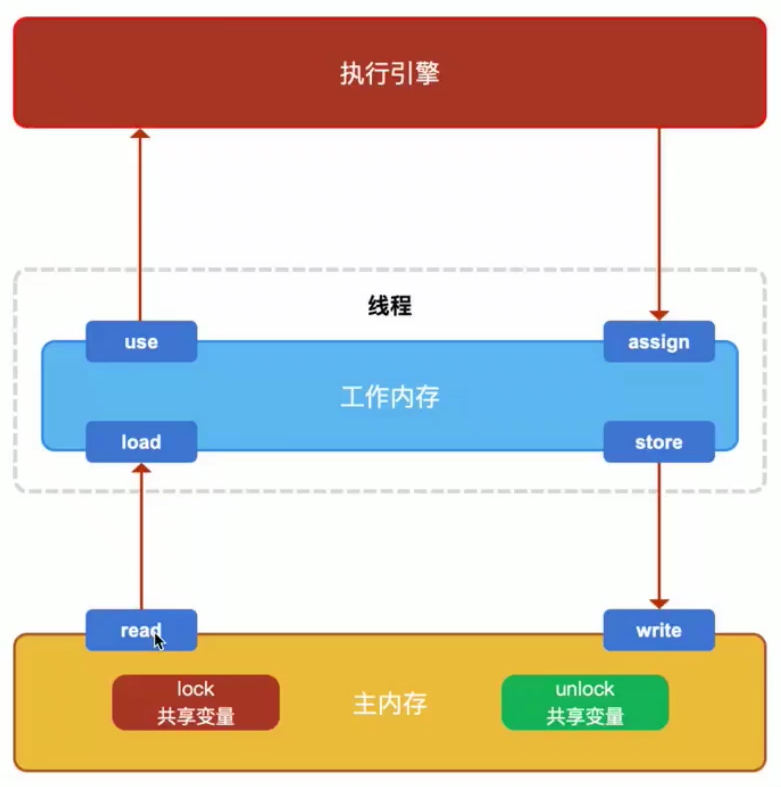 执行引擎
线程
use
assign
工作内存
load
store
read
write
lock
共享变量
主内存
unlock
共享变量